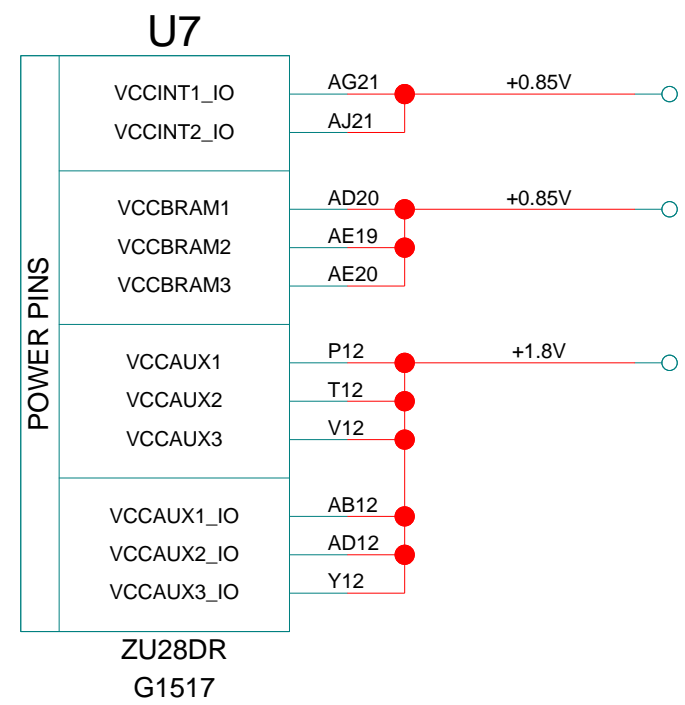 U7
POWER PINS
VCCINT1_IO AG21 +0.85V
VCCINT2_IO AJ21
VCCBRAM1 AD20 +0.85V
VCCBRAM2 AE19
VCCBRAM3 AE20
VCCAUX1 P12 +1.8V
VCCAUX2 T12
VCCAUX3 V12
VCCAUX1_IO AB12
VCCAUX2_IO AD12
VCCAUX3_IO Y12
ZU28DR
G1517